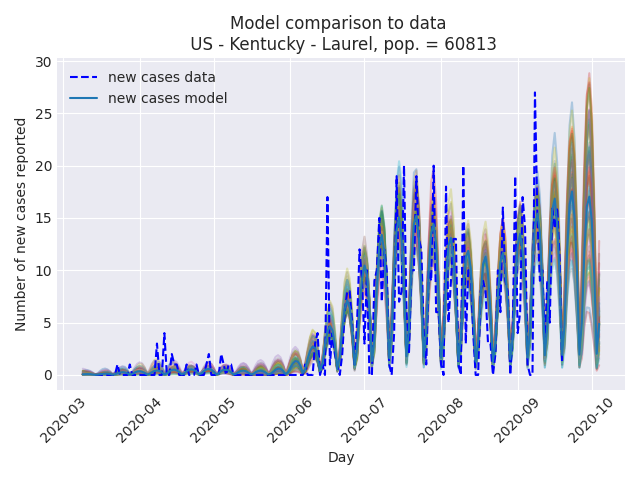 Model comparison to data
US - Kentucky - Laurel, pop. = 60813
new cases data
new cases model
Number of new cases reported
30
25
20
15
10
5
0
2020-03
2020-04
2020-05
2020-06
2020-07
2020-08
2020-09
2020-10
Day